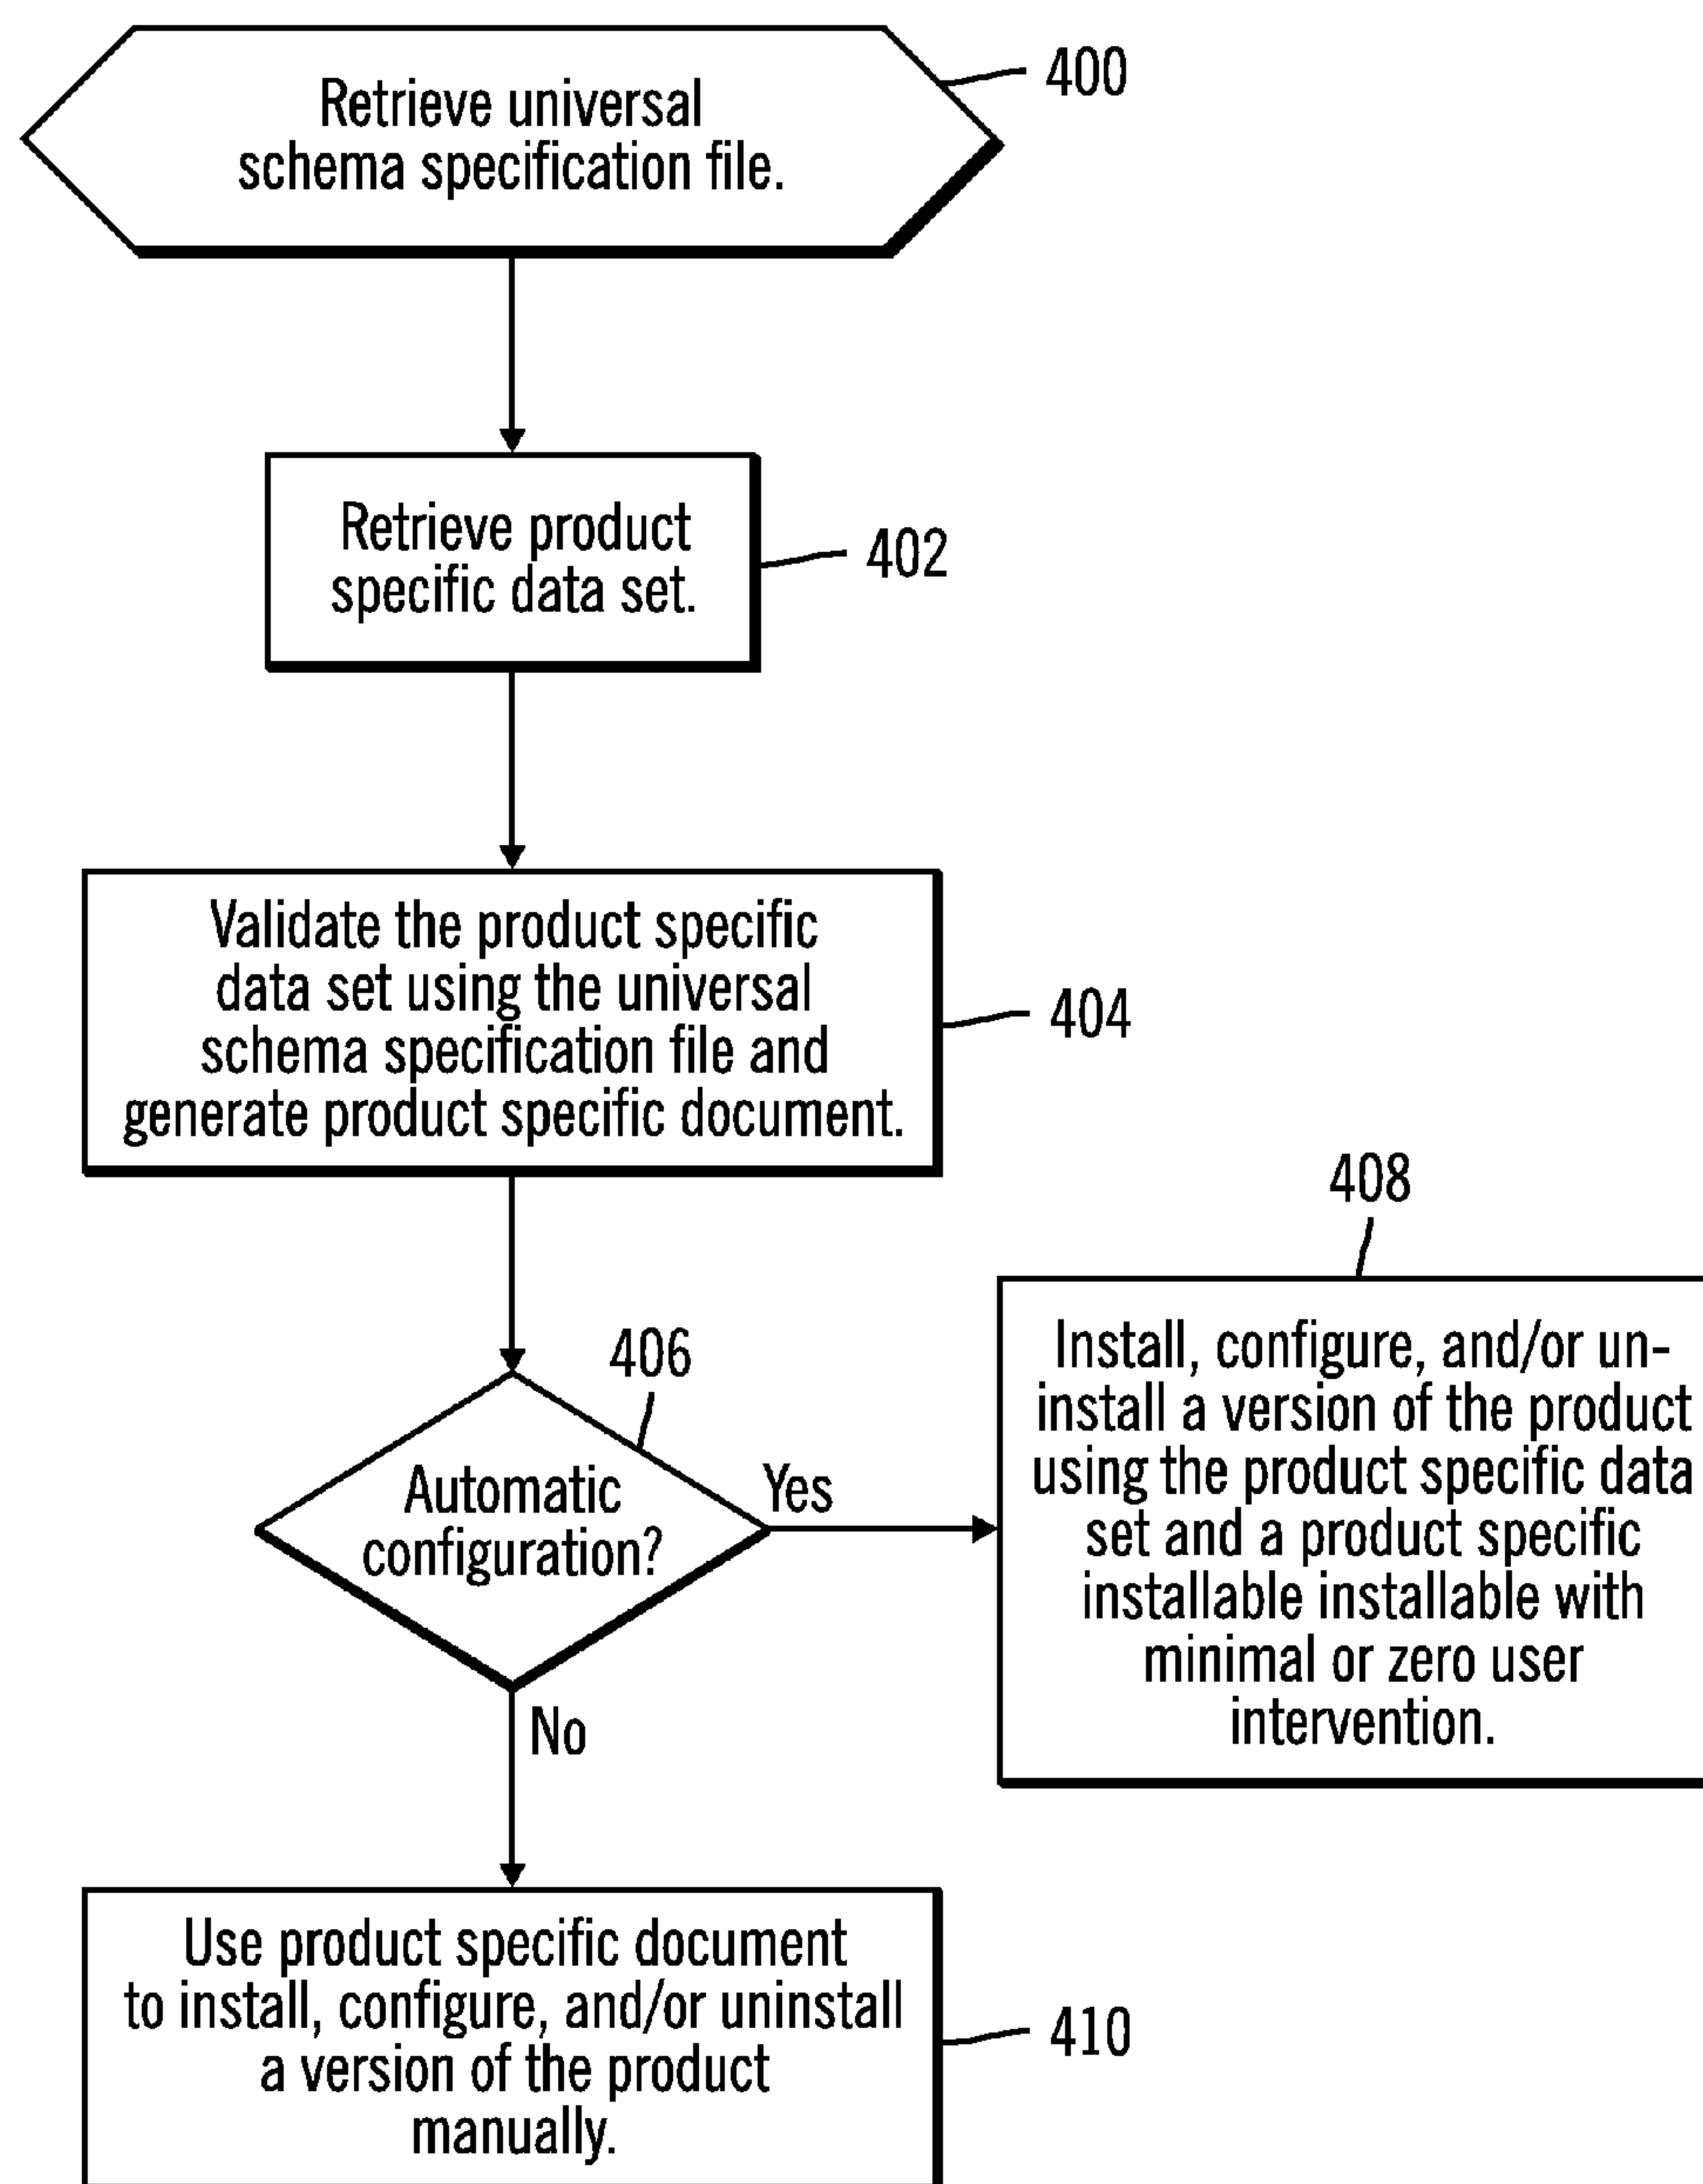 Retrieve universal
schema specification file.
400
Retrieve product
specific data set.
402
Validate the product specific
data set using the universal
schema specification file and
generate product specific document.
404
406
Automatic
configuration?
Yes
No
408
Install, configure, and/or un-
install a version of the product
using the product specific data
set and a product specific
installable installable with
minimal or zero user
intervention.
Use product specific document
to install, configure, and/or uninstall
a version of the product
manually.
410